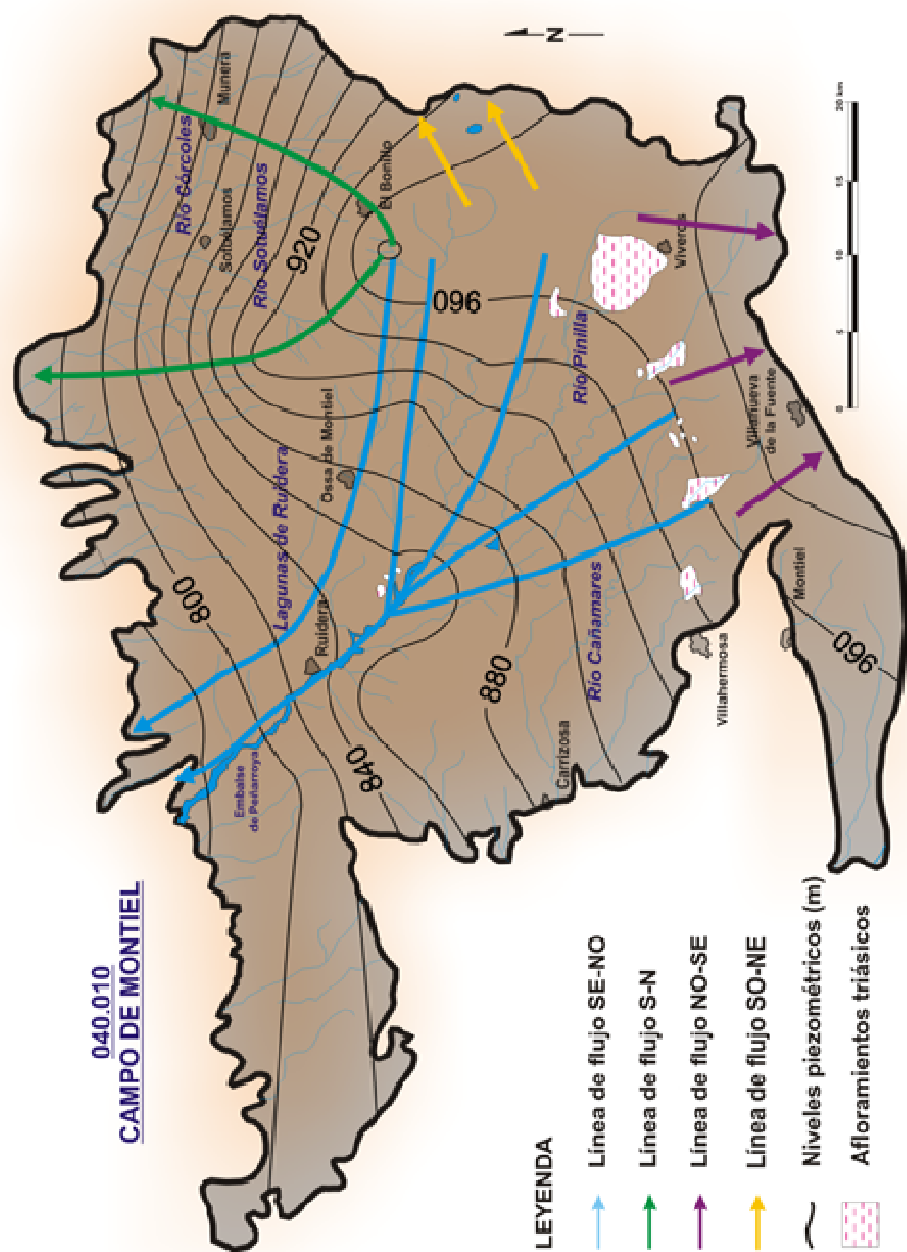 040.010
CAMPO DE MONTIEL
N
Río Córcoles
Munera
Sotuélamos
Río Sotuélamos
920
El Bonillo
960
Lagunas de Ruidera
Ossa de Montiel
800
Ruidera
Embalse
de Peñarroya
840
880
Río Pinilla
Viveros
Río Cañamares
Carrizosa
Villahermosa
Montiel
Villanueva
de la Fuente
960
0 5 10 15 20 km
LEYENDA
Línea de flujo SE-NO
Línea de flujo S-N
Línea de flujo NO-SE
Línea de flujo SO-NE
Niveles piezométricos (m)
Afloramientos triásicos